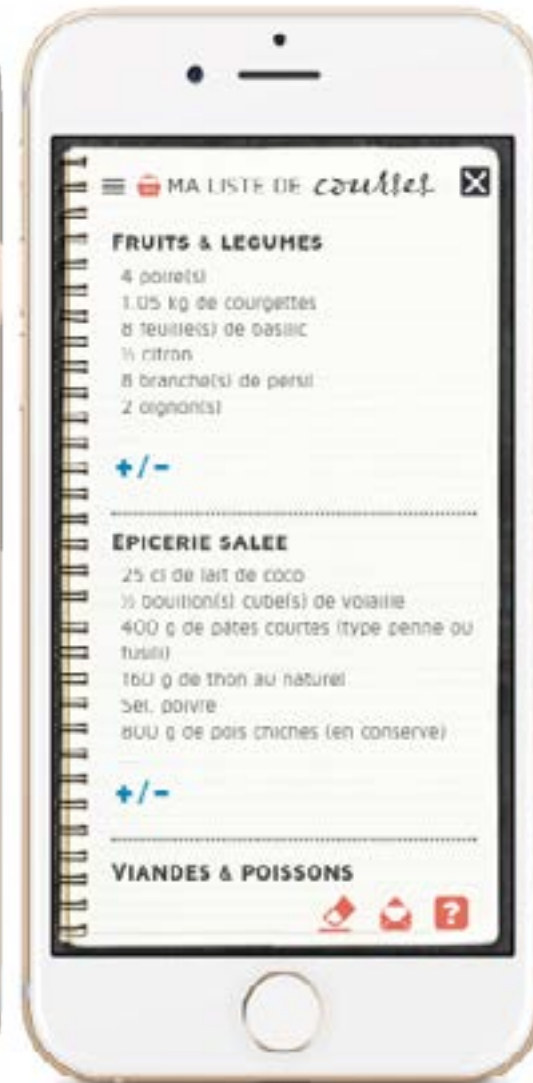 MA LISTE DE courses
FRUITS & LEGUMES
4 poire(s)
1.05 kg de courgettes
8 feuille(s) de basilic
½ citron
8 branche(s) de persil
2 oignon(s)
+/-
EPICERIE SALEE
25 cl de lait de coco
½ bouillon(s) cube(s) de volaille
400 g de pâtes courtes (type penne ou
fusili)
160 g de thon au naturel
Sel, poivre
800 g de pois chiches (en conserve)
+/-
VIANDES & POISSONS
?